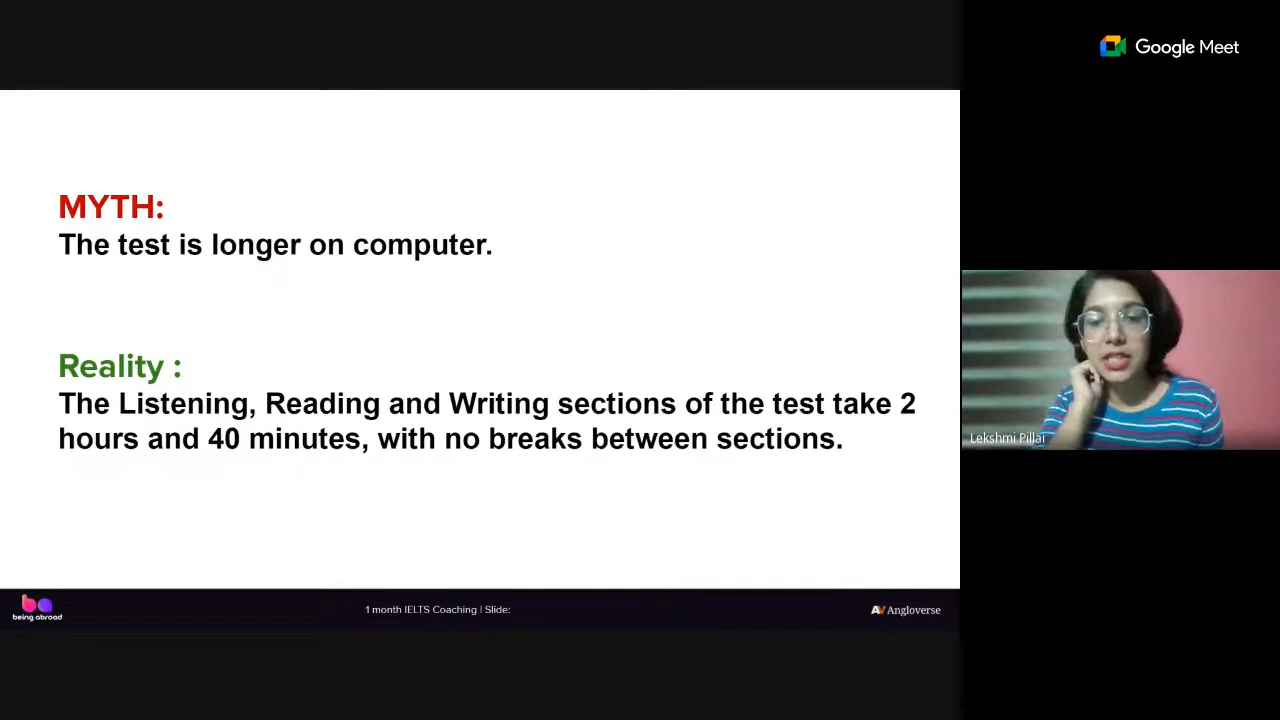 Google Meet
MYTH:
The test is longer on computer.
Reality :
The Listening, Reading and Writing sections of the test take 2
hours and 40 minutes, with no breaks between sections.
Lekshmi Pillai
ba
being abroad
1 month IELTS Coaching | Slide:
AV Angloverse